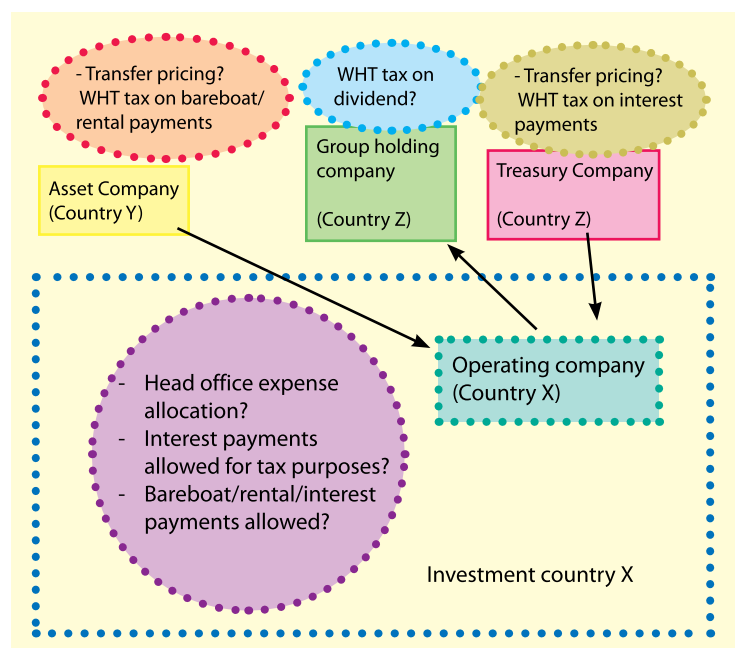 - Transfer pricing?
WHT tax on bareboat/
rental payments
WHT tax on
dividend?
- Transfer pricing?
WHT tax on interest
payments
Asset Company
(Country Y)
Group holding
company
(Country Z)
Treasury Company
(Country Z)
Operating company
(Country X)
- Head office expense
allocation?
- Interest payments
allowed for tax purposes?
- Bareboat/rental/interest
payments allowed?
Investment country X